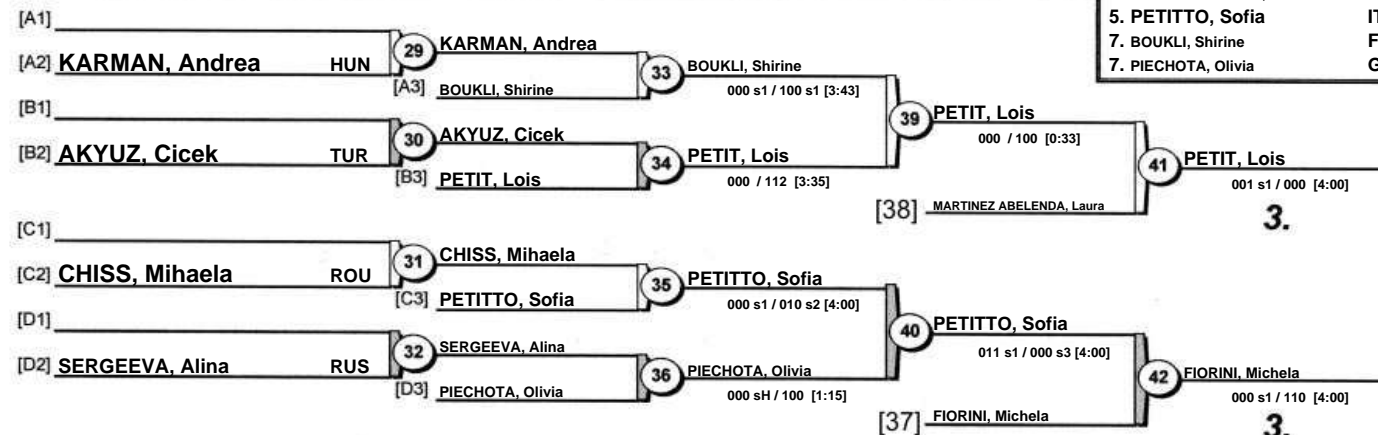 5. PETITTO, Sofia
7. BOUKLI, Shirine
7. PIECHOTA, Olivia
[A1]
[A2] KARMAN, Andrea HUN
29 KARMAN, Andrea
[A3] BOUKLI, Shirine
33 BOUKLI, Shirine
000 s1 / 100 s1 [3:43]
[B1]
[B2] AKYUZ, Cicek TUR
30 AKYUZ, Cicek
[B3] PETIT, Lois
34 PETIT, Lois
000 / 112 [3:35]
39 PETIT, Lois
000 / 100 [0:33]
[38] MARTINEZ ABELENDA, Laura
41 PETIT, Lois
001 s1 / 000 [4:00]
3.
[C1]
[C2] CHISS, Mihaela ROU
31 CHISS, Mihaela
[C3] PETITTO, Sofia
35 PETITTO, Sofia
000 s1 / 010 s2 [4:00]
[D1]
[D2] SERGEEVA, Alina RUS
32 SERGEEVA, Alina
[D3] PIECHOTA, Olivia
36 PIECHOTA, Olivia
000 sH / 100 [1:15]
40 PETITTO, Sofia
011 s1 / 000 s3 [4:00]
[37] FIORINI, Michela
42 FIORINI, Michela
000 s1 / 110 [4:00]
3.